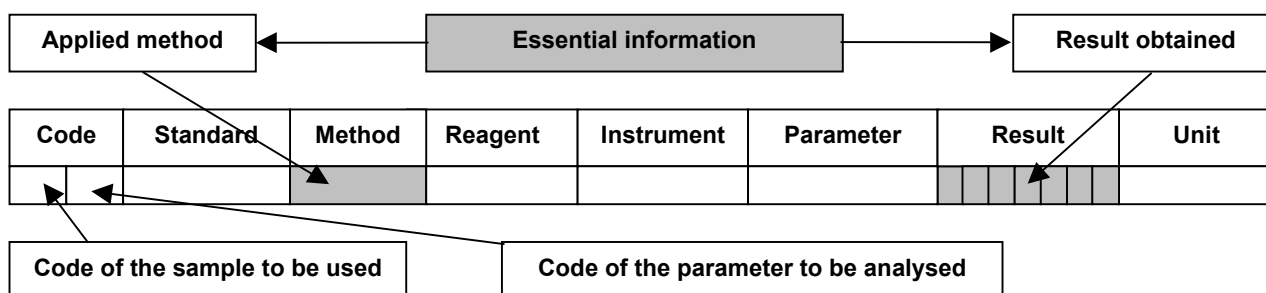 Applied method Essential information Result obtained
Code Standard Method Reagent Instrument Parameter Result Unit
Code of the sample to be used Code of the parameter to be analysed